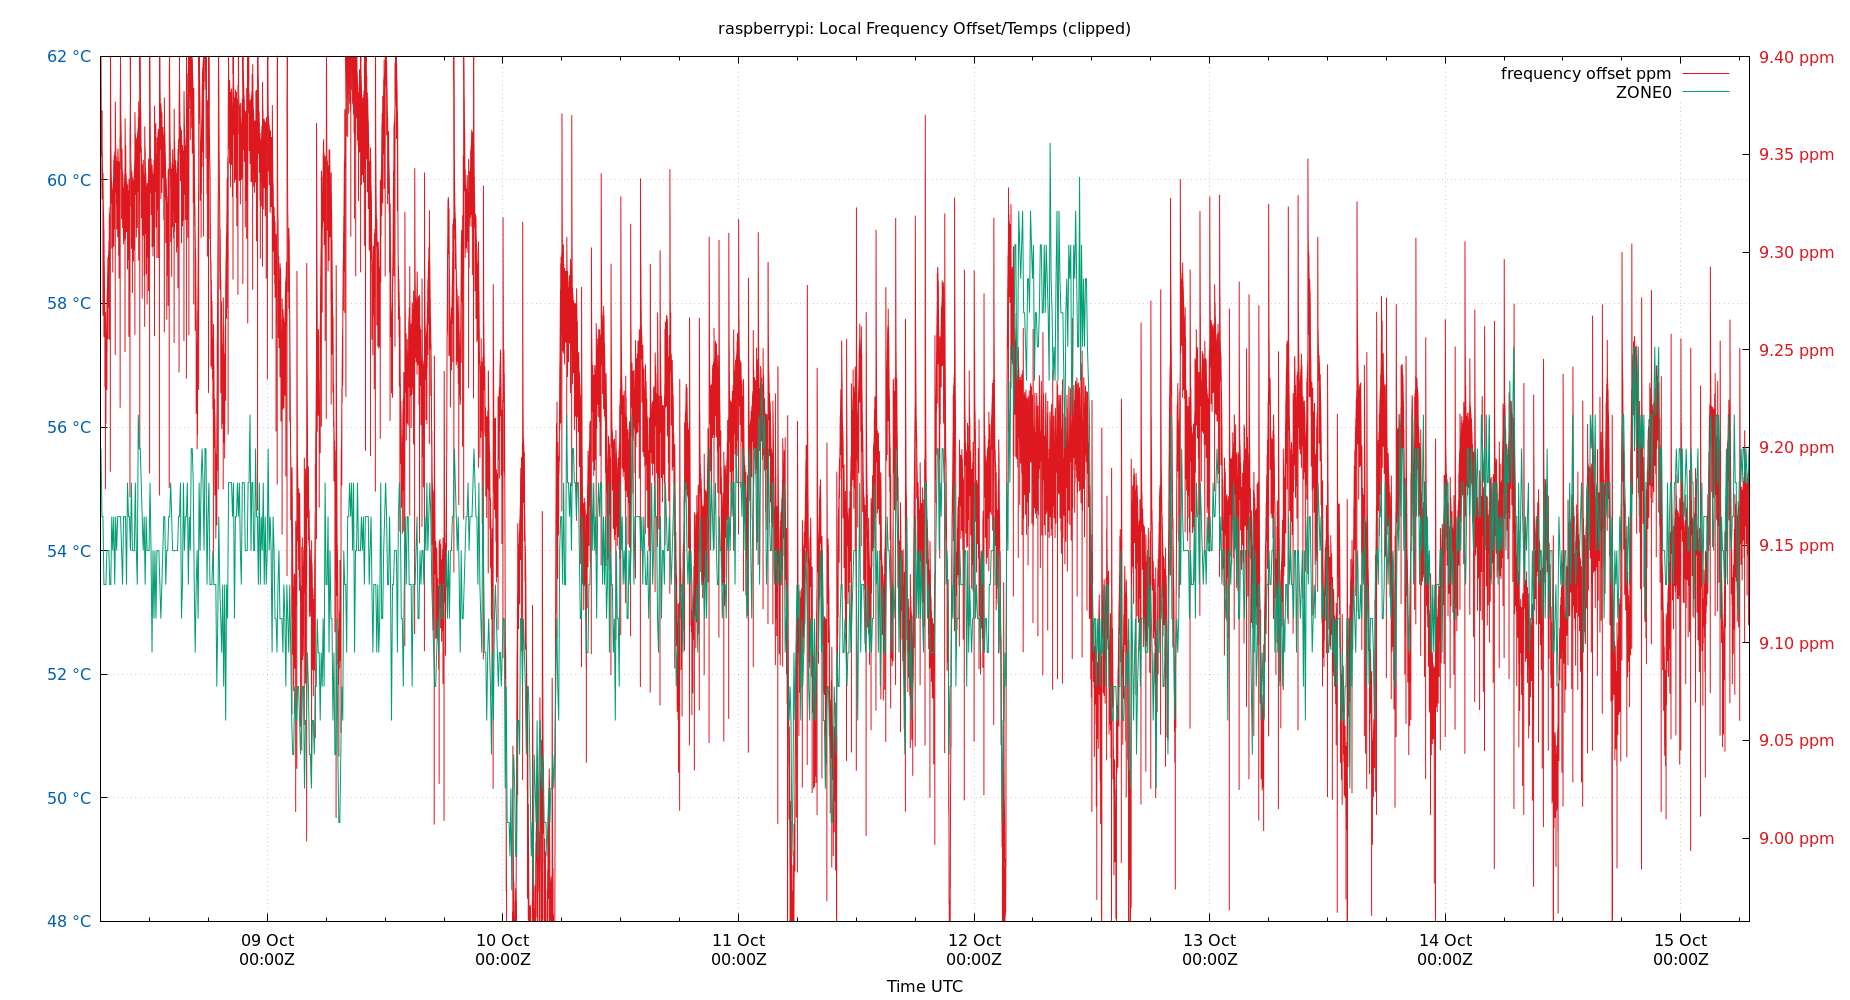 raspberrypi: Local Frequency Offset/Temps (clipped)
62 °C
60 °C
58 °C
56 °C
54 °C
52 °C
50 °C
48 °C
9.40 ppm
9.35 ppm
9.30 ppm
9.25 ppm
9.20 ppm
9.15 ppm
9.10 ppm
9.05 ppm
9.00 ppm
frequency offset ppm
ZONE0
09 Oct
00:00Z
10 Oct
00:00Z
11 Oct
00:00Z
12 Oct
00:00Z
13 Oct
00:00Z
14 Oct
00:00Z
15 Oct
00:00Z
Time UTC